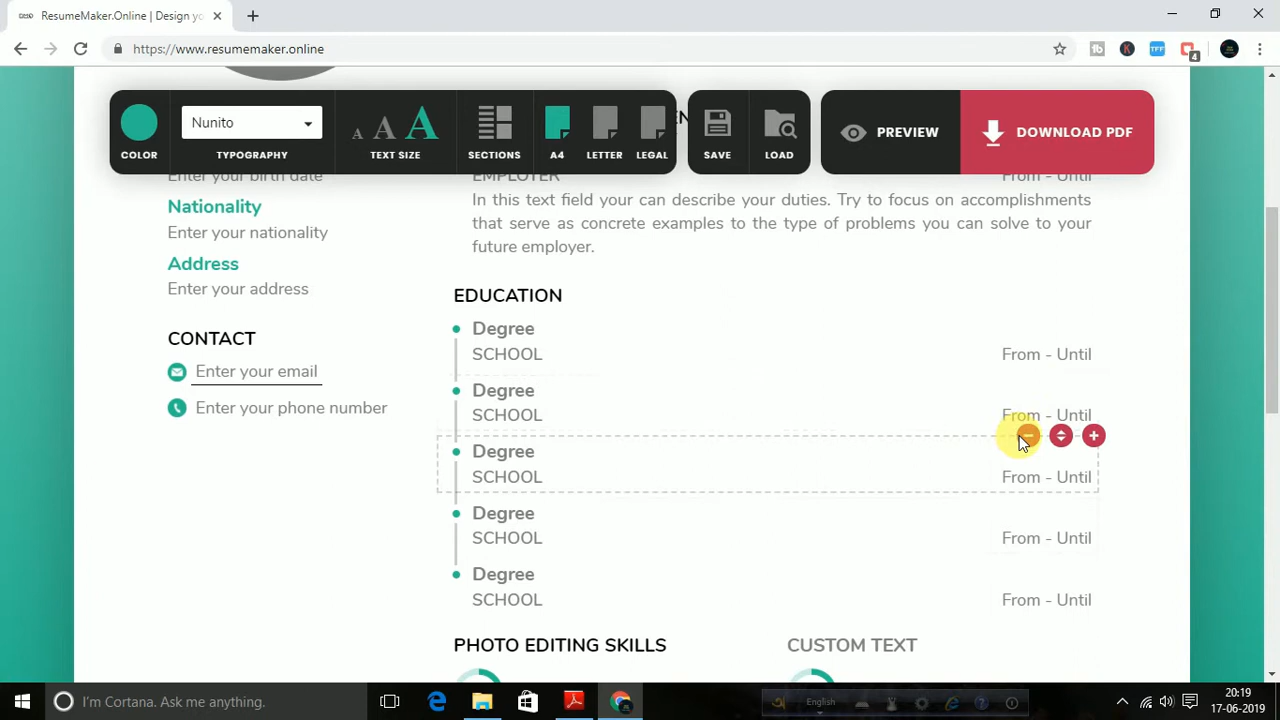 ResumeMaker.Online | Design yo
https://www.resumemaker.online
4
Nunito
COLOR
TYPOGRAPHY
TEXT SIZE
SECTIONS
A4
LETTER
LEGAL
SAVE
LOAD
PREVIEW
DOWNLOAD PDF
Enter your birth date
Nationality
Enter your nationality
Address
Enter your address
CONTACT
Enter your email
Enter your phone number
EMPLOYER
From - Until
In this text field your can describe your duties. Try to focus on accomplishments
that serve as concrete examples to the type of problems you can solve to your
future employer.
EDUCATION
Degree
SCHOOL
From - Until
Degree
SCHOOL
From - Until
Degree
SCHOOL
From - Until
Degree
SCHOOL
From - Until
Degree
SCHOOL
From - Until
PHOTO EDITING SKILLS
CUSTOM TEXT
I'm Cortana. Ask me anything.
English
20:19
17-06-2019